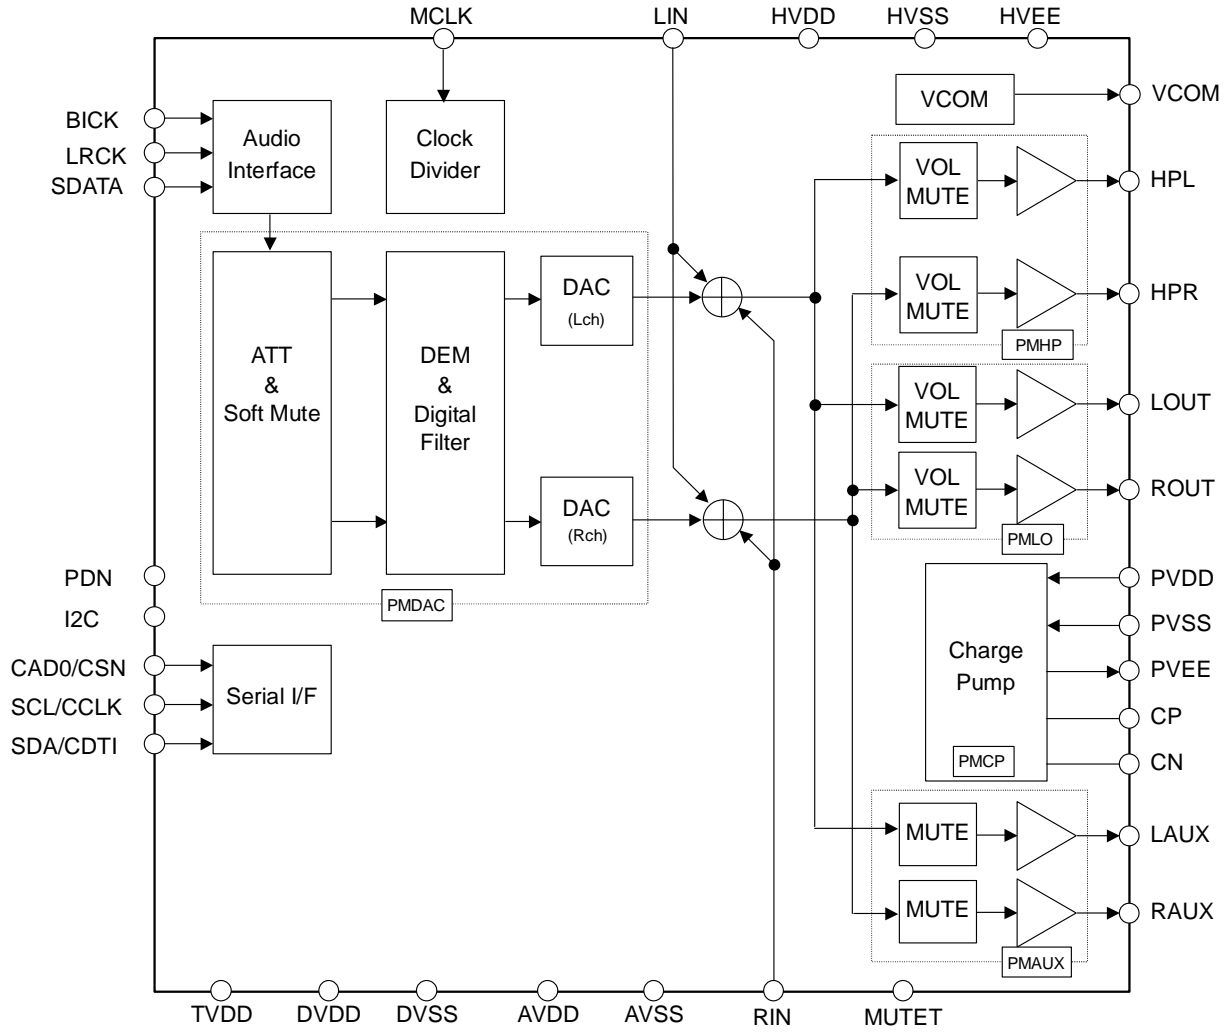 MCLK
LIN
HVDD
HVSS
HVEE
BICK
LRCK
SDATA
Audio
Interface
Clock
Divider
VCOM
VCOM
VOL
MUTE
HPL
VOL
MUTE
HPR
PMHP
ATT
&
Soft Mute
DEM
&
Digital
Filter
DAC
(Lch)
DAC
(Rch)
PMDAC
VOL
MUTE
LOUT
VOL
MUTE
ROUT
PMLO
PDN
I2C
CAD0/CSN
SCL/CCLK
SDA/CDTI
Serial I/F
Charge
Pump
PMCP
PVDD
PVSS
PVEE
CP
CN
MUTE
LAUX
MUTE
RAUX
PMAUX
TVDD
DVDD
DVSS
AVDD
AVSS
RIN
MUTET